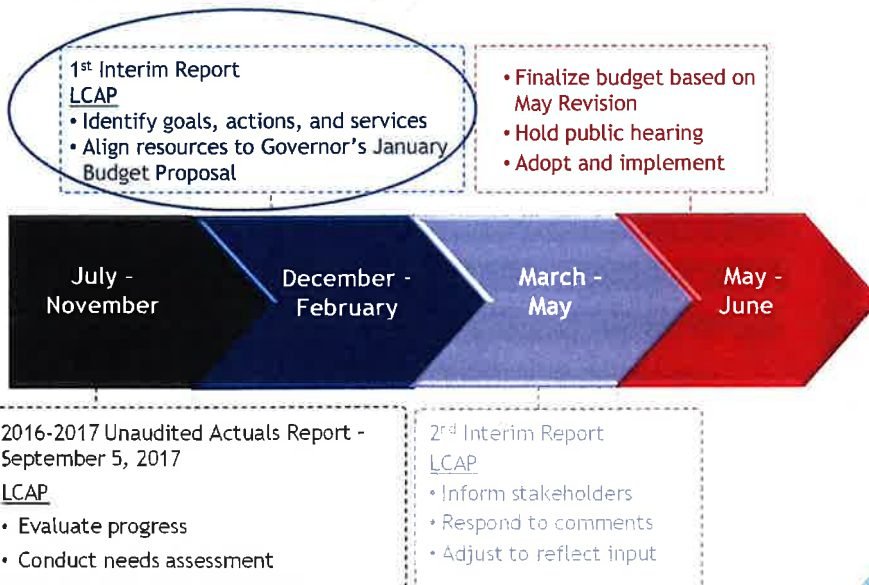 1st Interim Report
LCAP
• Identify goals, actions, and services
• Align resources to Governor's January
Budget Proposal
• Finalize budget based on
May Revision
• Hold public hearing
• Adopt and implement
July -
November
December -
February
March -
May
May -
June
2016-2017 Unaudited Actuals Report -
September 5, 2017
LCAP
• Evaluate progress
• Conduct needs assessment
2nd Interim Report
LCAP
• Inform stakeholders
• Respond to comments
• Adjust to reflect input